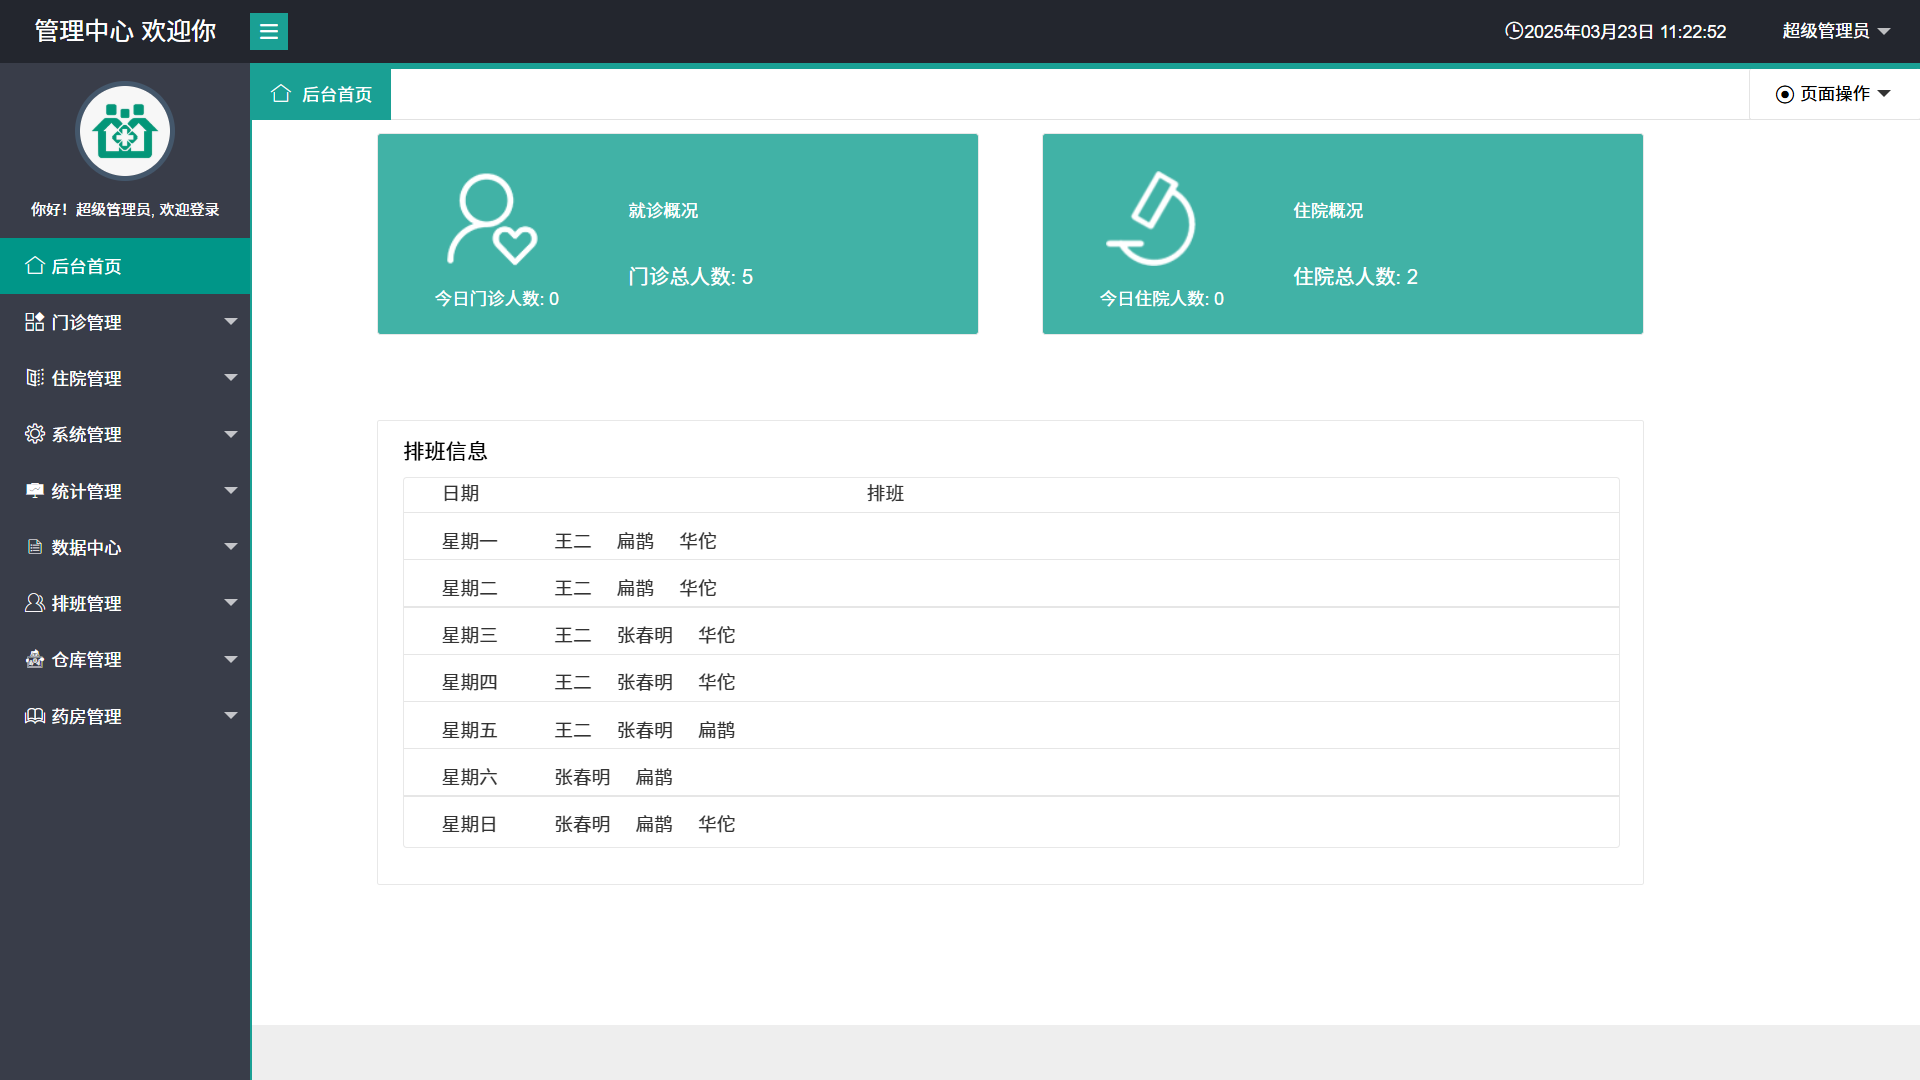 管理中心 欢迎你
2025年03月23日 11:22:52
超级管理员
你好！超级管理员, 欢迎登录
后台首页
门诊管理
住院管理
系统管理
统计管理
数据中心
排班管理
仓库管理
药房管理
后台首页
页面操作
就诊概况
门诊总人数: 5
今日门诊人数: 0
住院概况
住院总人数: 2
今日住院人数: 0
排班信息
日期 排班
星期一 王二 扁鹊 华佗
星期二 王二 扁鹊 华佗
星期三 王二 张春明 华佗
星期四 王二 张春明 华佗
星期五 王二 张春明 扁鹊
星期六 张春明 扁鹊
星期日 张春明 扁鹊 华佗